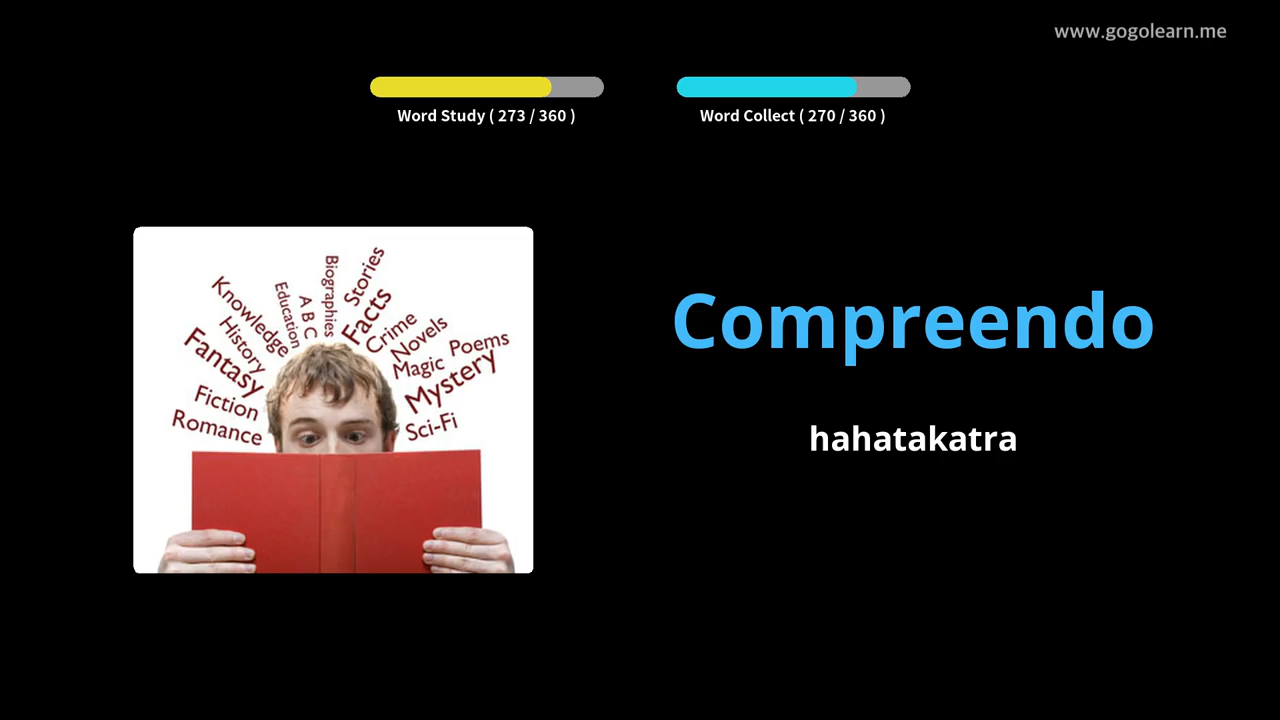 www.gogolearn.me
Word Study ( 273 / 360 )
Word Collect ( 270 / 360 )
Knowledge
Education
A B C
Biographies
Stories
Facts
History
Crime
Novels
Fantasy
Magic
Poems
Mystery
Fiction
Romance
Sci-Fi
Compreendo
hahatakatra